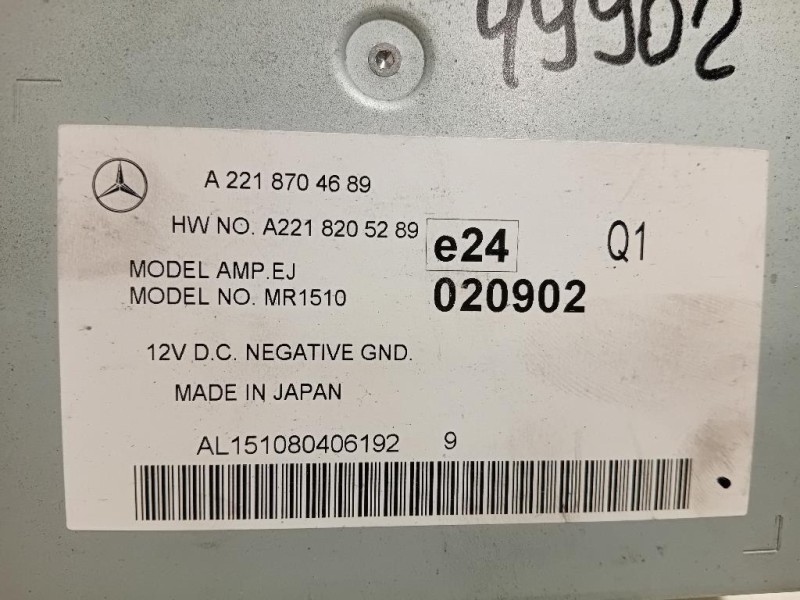 49902
A 221 870 46 89
HW NO. A221 820 52 89
e24
Q1
MODEL AMP.EJ
MODEL NO. MR1510
020902
12V D.C. NEGATIVE GND.
MADE IN JAPAN
AL151080406192 9